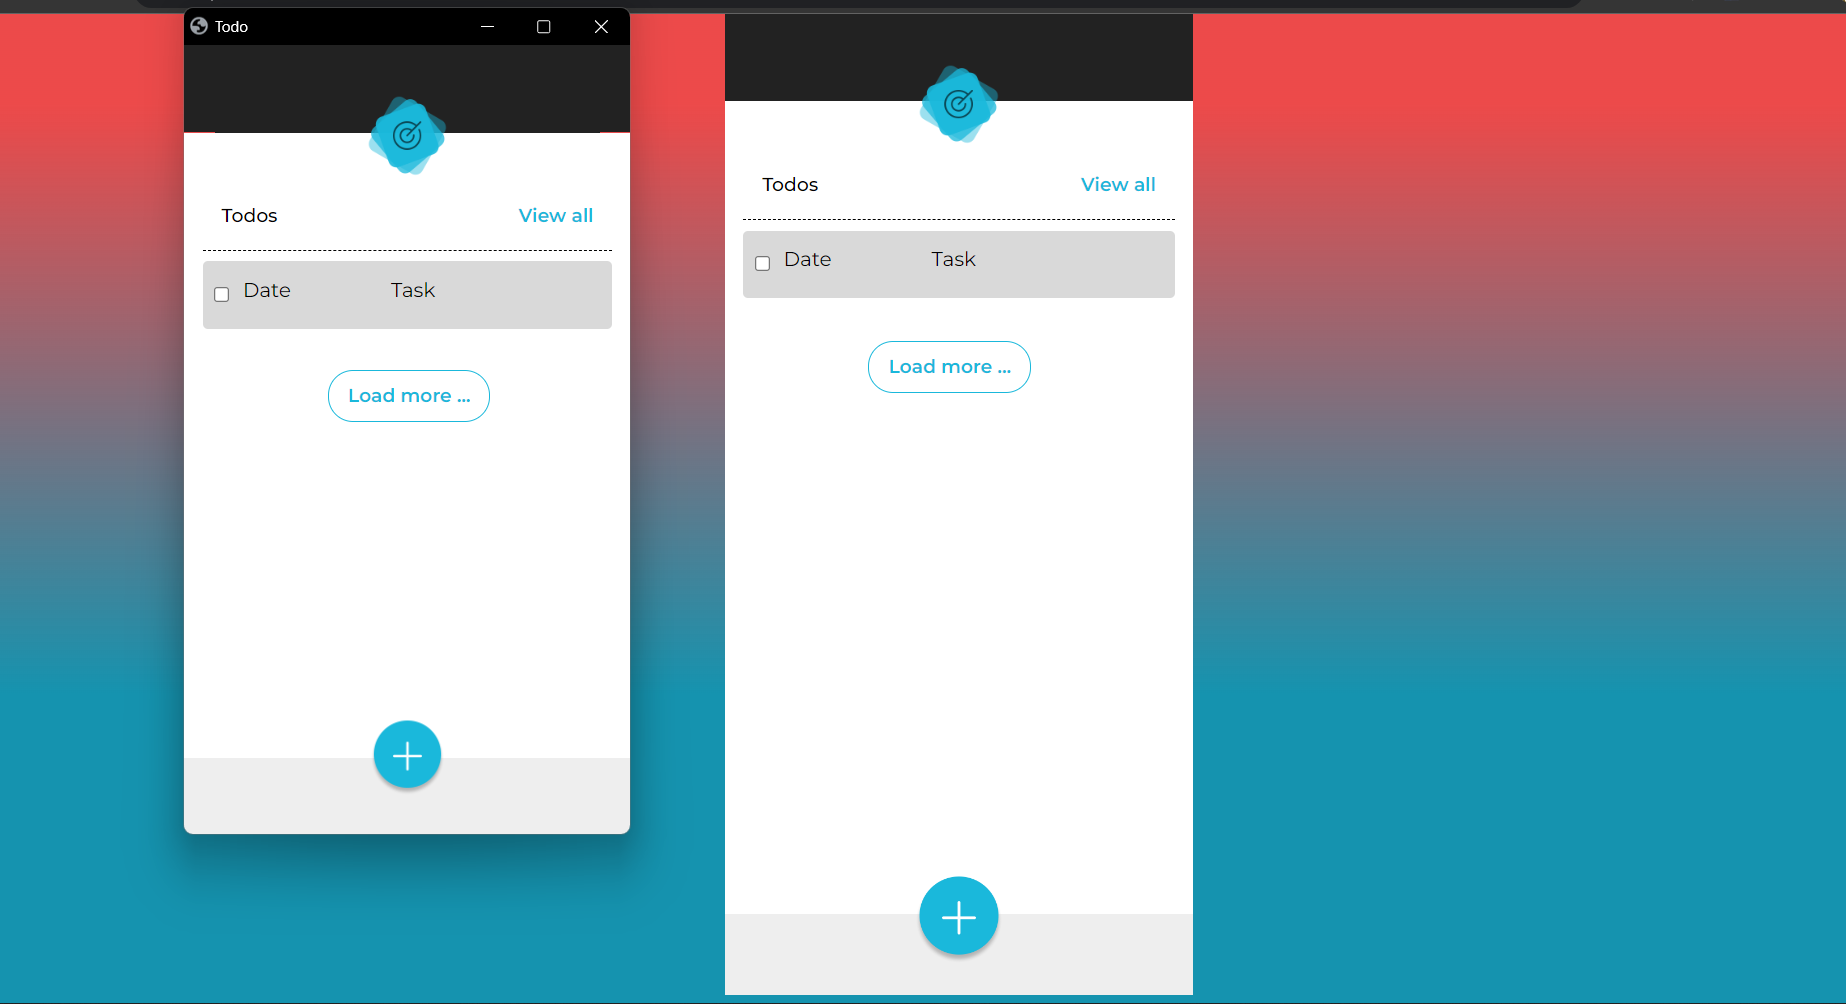 Todo
Todos View all
Date Task
Load more ...
Todos View all
Date Task
Load more ...